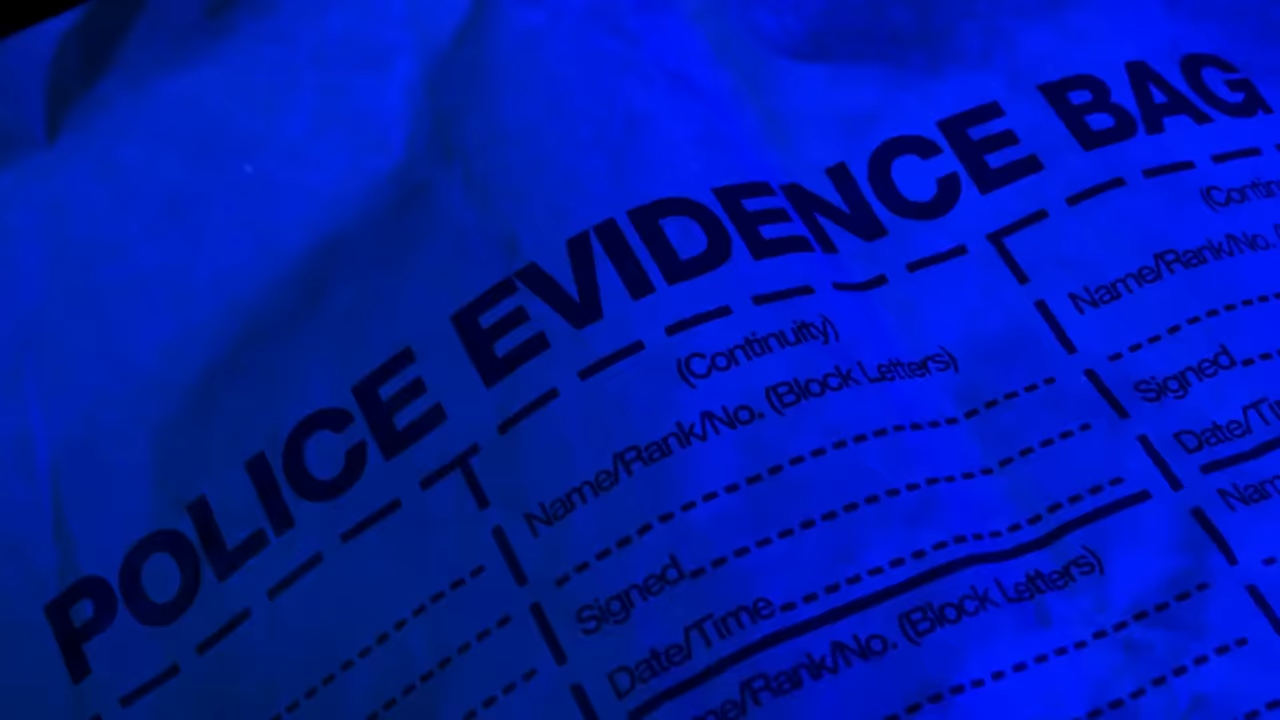 POLICE EVIDENCE BAG
(Continuity)
Name/Rank/No. (Block Letters)
Signed
Date/Time
Name/Rank/No. (Block Letters)
Name/Rank/No.
Signed